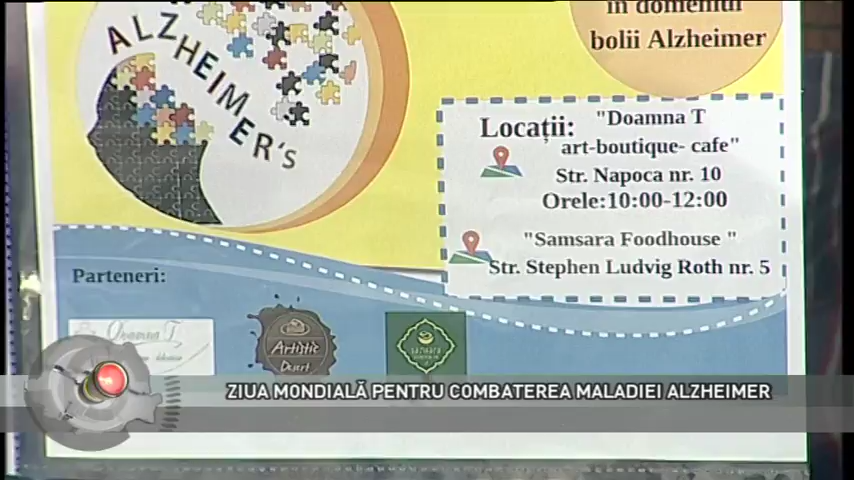 ALZHEIMER's
în domeniul
bolii Alzheimer
Locații:
"Doamna T
art-boutique- cafe"
Str. Napoca nr. 10
Orele:10:00-12:00
"Samsara Foodhouse "
Str. Stephen Ludvig Roth nr. 5
Parteneri:
Doamna T.
Artistic
ZIUA MONDIALĂ PENTRU COMBATEREA MALADIEI ALZHEIMER